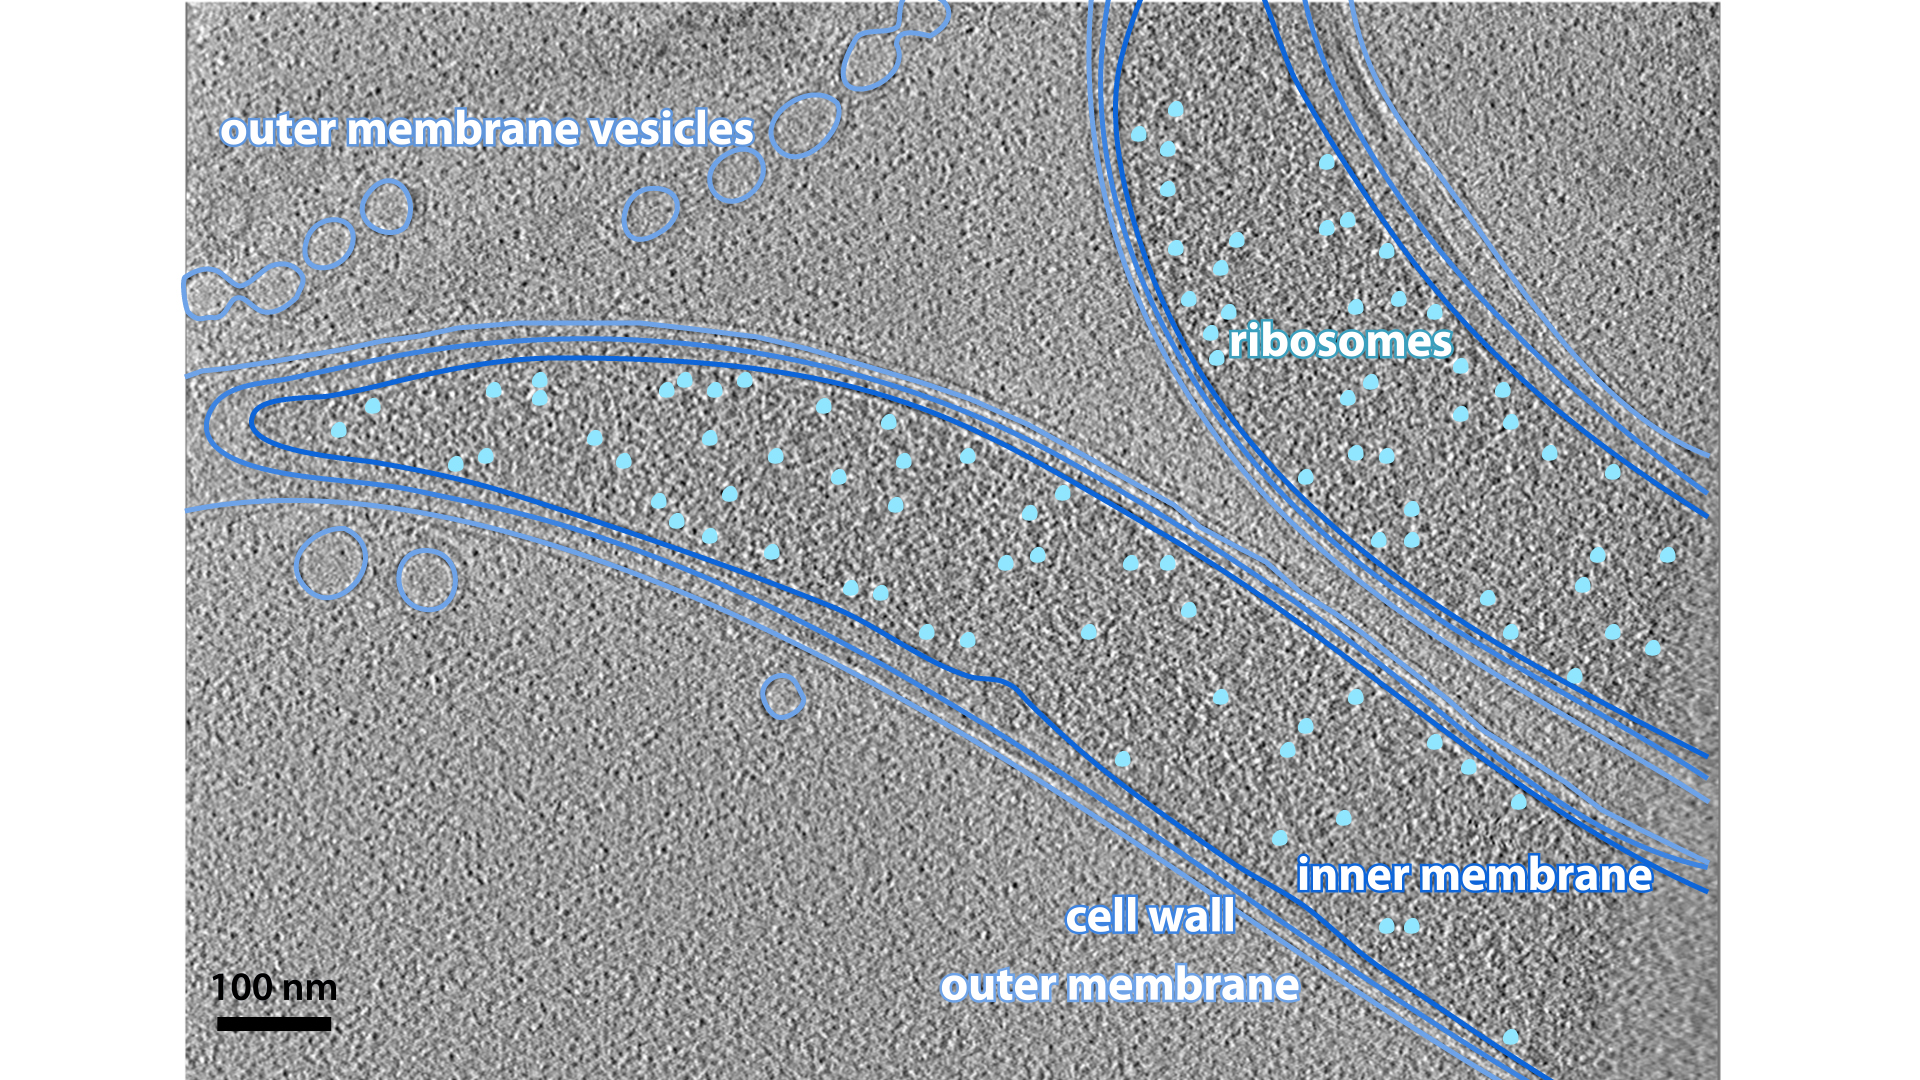 outer membrane vesicles
ribosomes
inner membrane
cell wall
outer membrane
100 nm